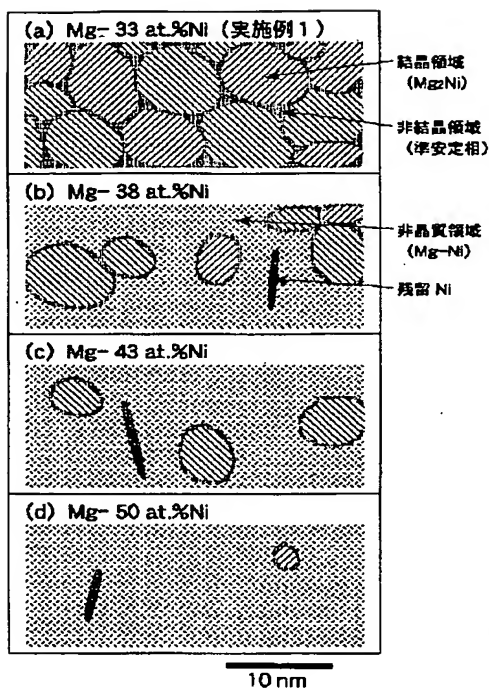 (a) Mg-33 at.%Ni (実施例1)
結晶領域
(Mg₂Ni)
非結晶領域
(準安定相)
(b) Mg-38 at.%Ni
非晶質領域
(Mg-Ni)
残留 Ni
(c) Mg-43 at.%Ni
(d) Mg-50 at.%Ni
10 nm